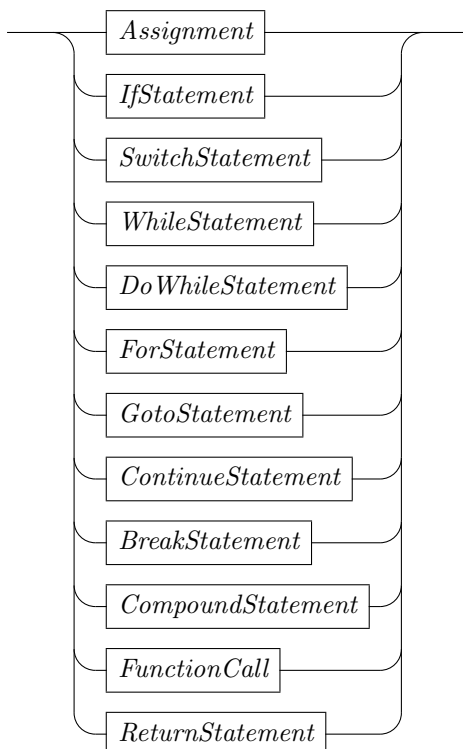 Assignment
IfStatement
SwitchStatement
WhileStatement
DoWhileStatement
ForStatement
GotoStatement
ContinueStatement
BreakStatement
CompoundStatement
FunctionCall
ReturnStatement